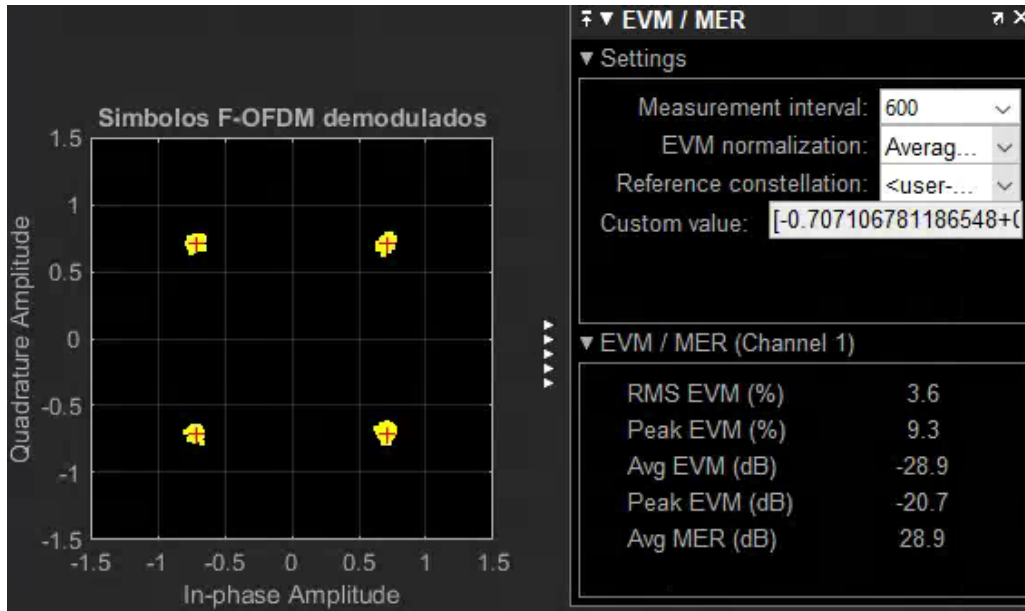 Simbolos F-OFDM demodulados
1.5
1
0.5
0
-0.5
-1
-1.5
Quadrature Amplitude
-1.5 -1 -0.5 0 0.5 1 1.5
In-phase Amplitude
EVM / MER
Settings
Measurement interval: 600
EVM normalization: Averag...
Reference constellation: <user-...
Custom value: [-0.707106781186548+(
EVM / MER (Channel 1)
RMS EVM (%) 3.6
Peak EVM (%) 9.3
Avg EVM (dB) -28.9
Peak EVM (dB) -20.7
Avg MER (dB) 28.9